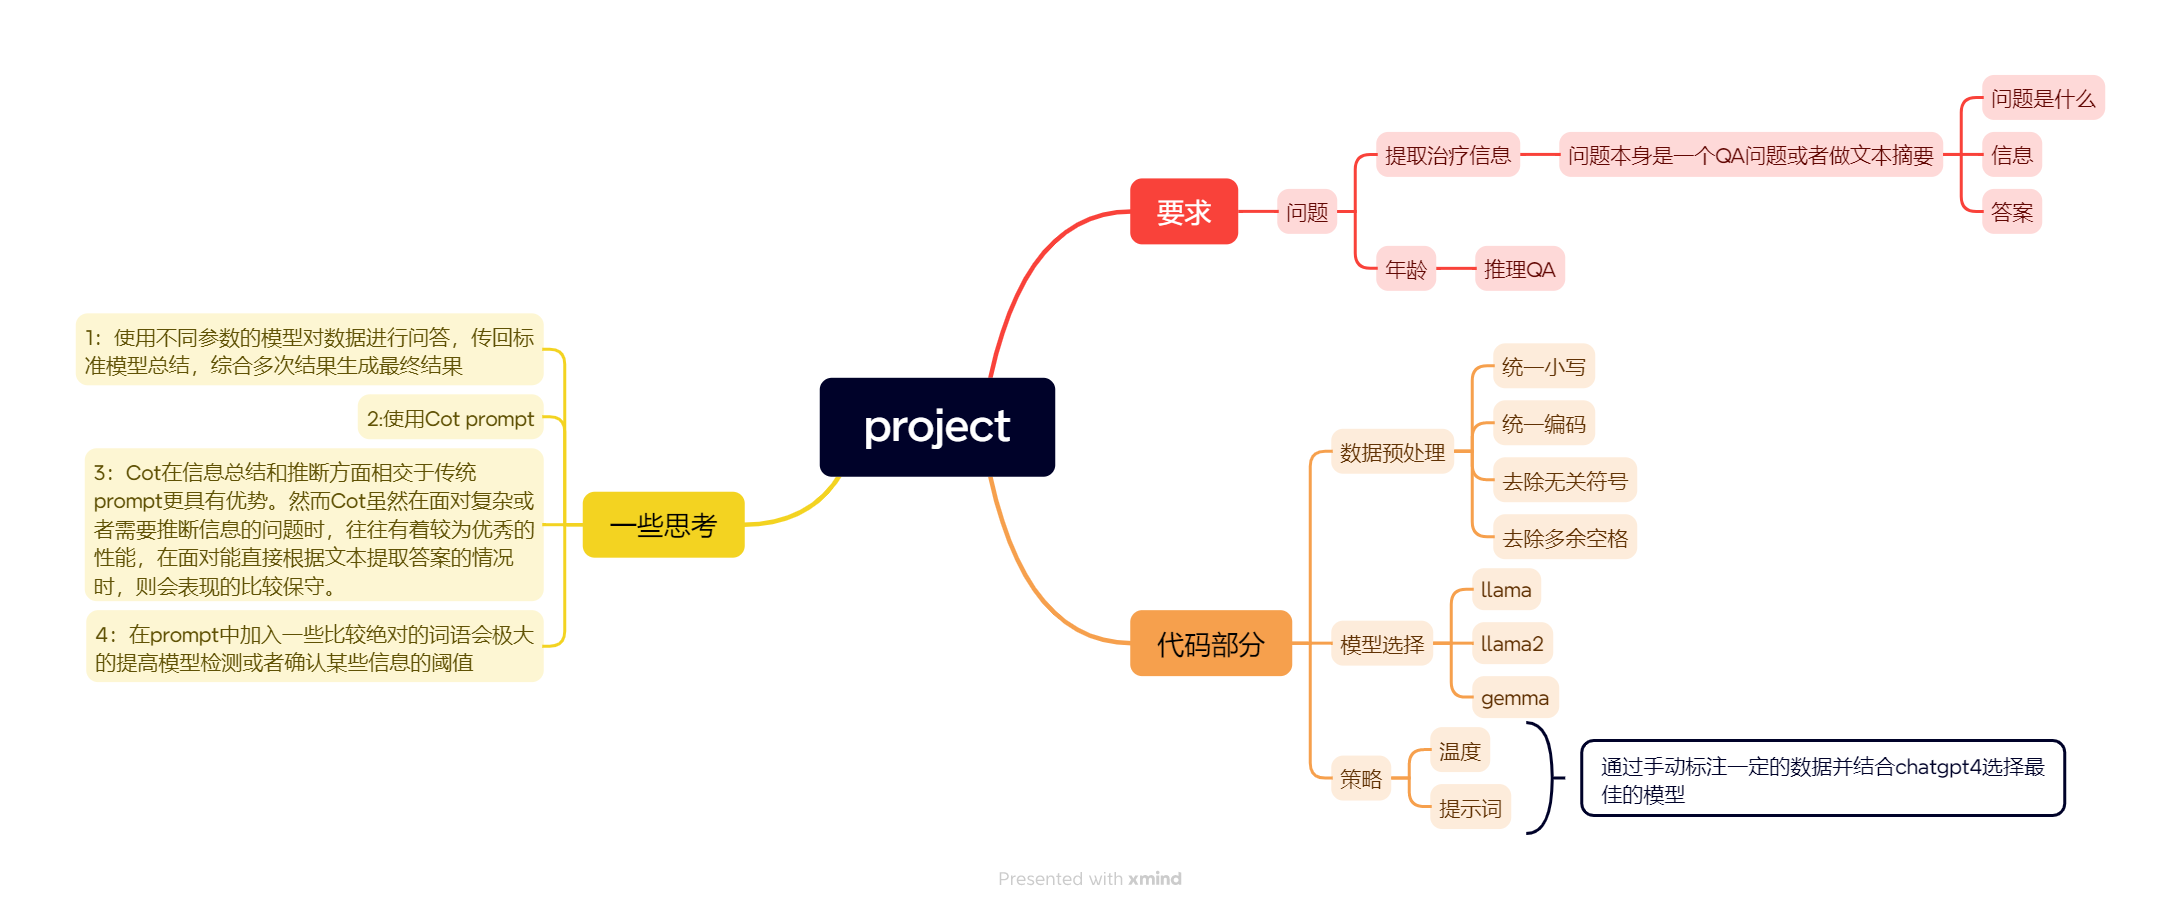 project
要求
问题
提取治疗信息
问题本身是一个QA问题或者做文本摘要
问题是什么
信息
答案
年龄
推理QA
代码部分
数据预处理
统一小写
统一编码
去除无关符号
去除多余空格
模型选择
llama
llama2
gemma
策略
温度
提示词
通过手动标注一定的数据并结合chatgpt4选择最
佳的模型
一些思考
1：使用不同参数的模型对数据进行问答，传回标
准模型总结，综合多次结果生成最终结果
2:使用Cot prompt
3：Cot在信息总结和推断方面相交于传统
prompt更具有优势。然而Cot虽然在面对复杂或
者需要推断信息的问题时，往往有着较为优秀的
性能，在面对能直接根据文本提取答案的情况
时，则会表现的比较保守。
4：在prompt中加入一些比较绝对的词语会极大
的提高模型检测或者确认某些信息的阈值
Presented with xmind